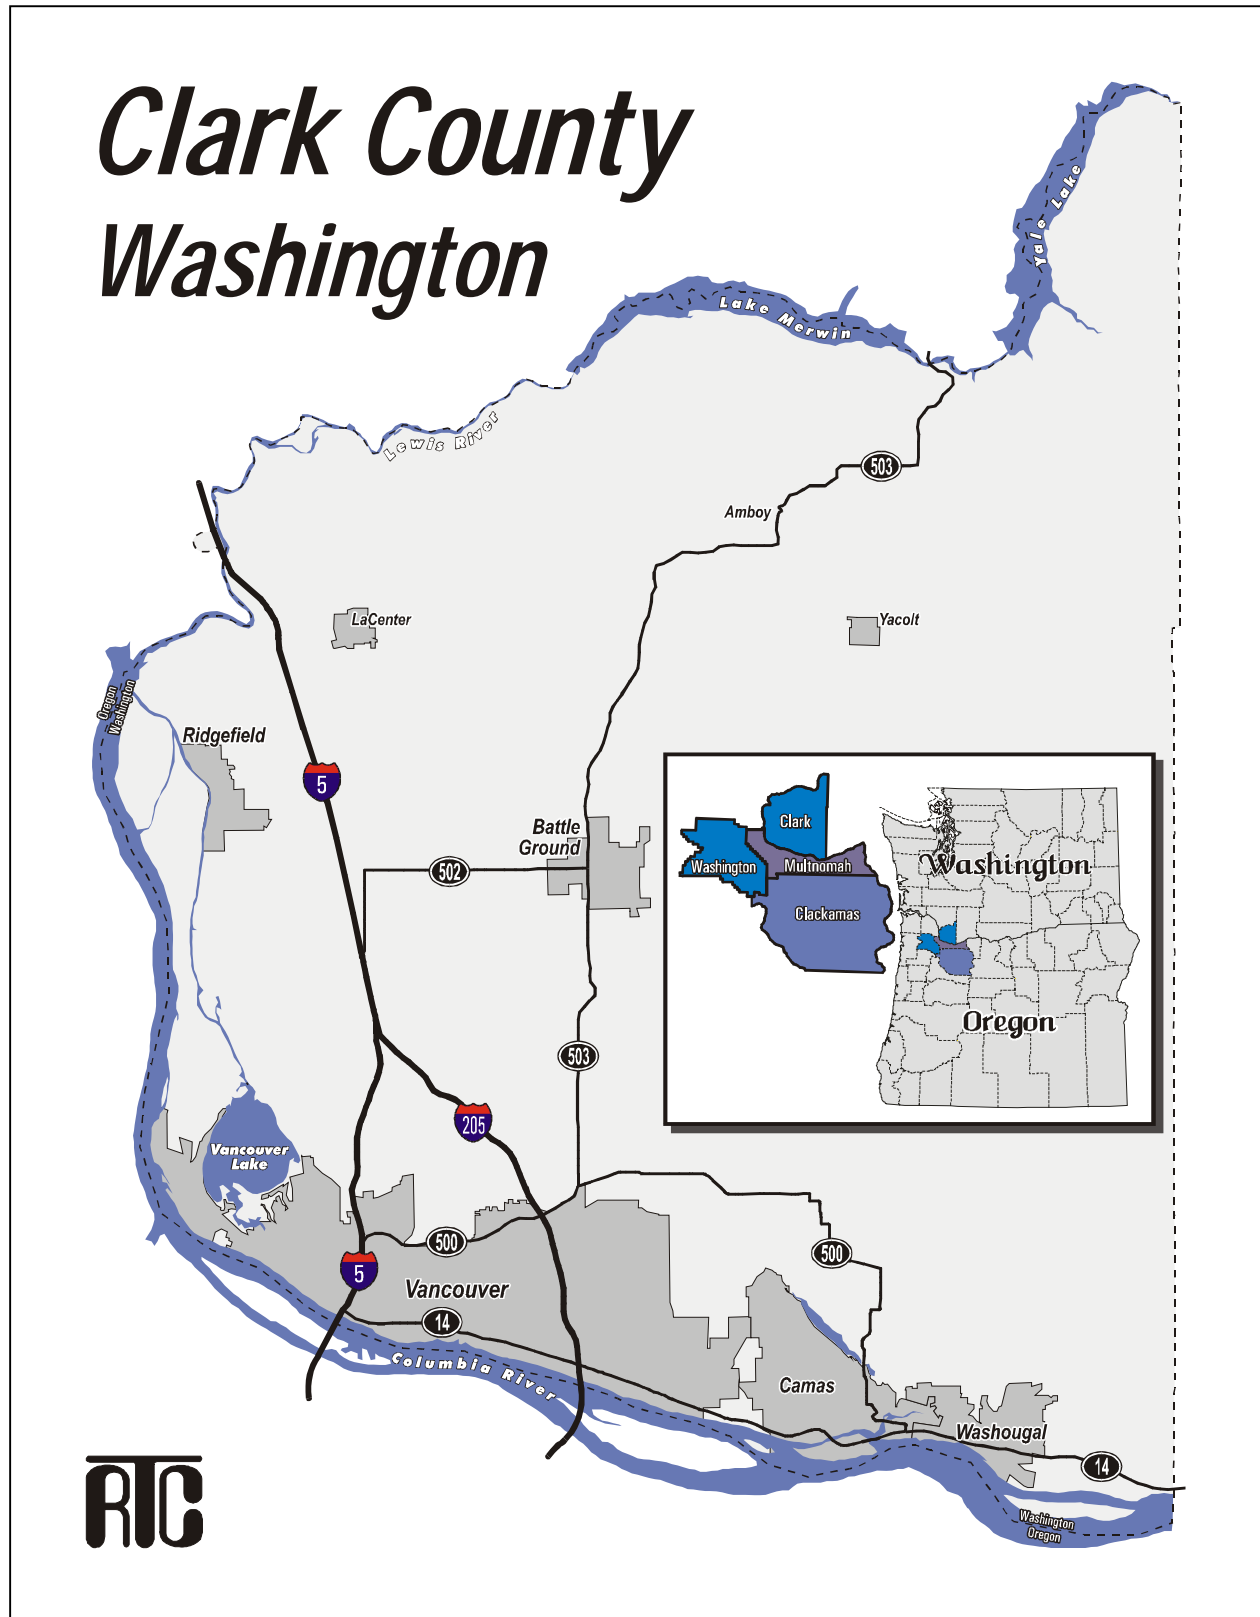 Clark County
Washington
Yale Lake
Lake Merwin
Lewis River
503
Amboy
LaCenter
Yacolt
Oregon
Washington
Ridgefield
5
Battle
Ground
502
Clark
Washington
Multnomah
Clackamas
Washington
Oregon
503
205
Vancouver
Lake
500
500
5
Vancouver
14
Columbia River
Camas
Washougal
14
Washington
Oregon
RTC